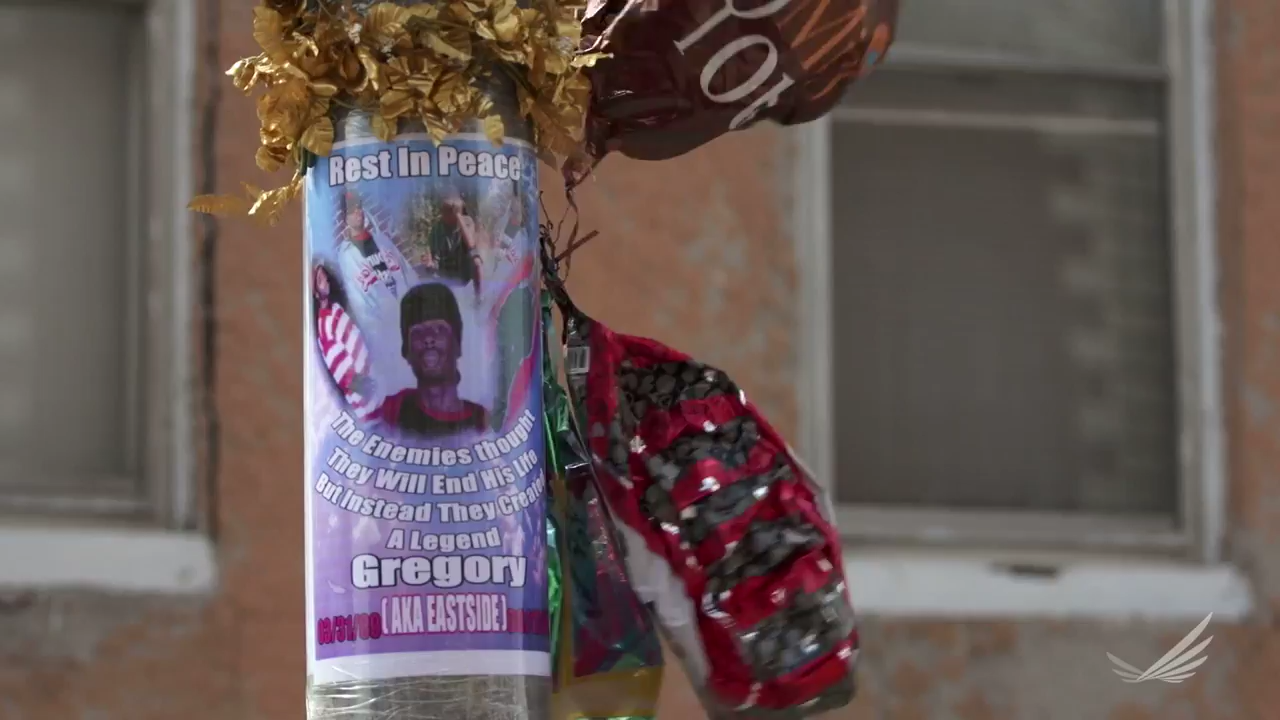 You
Rest In Peace
The Enemies thought
They Will End His Life
But Instead They Created
A Legend
Gregory
(AKA EASTSIDE)